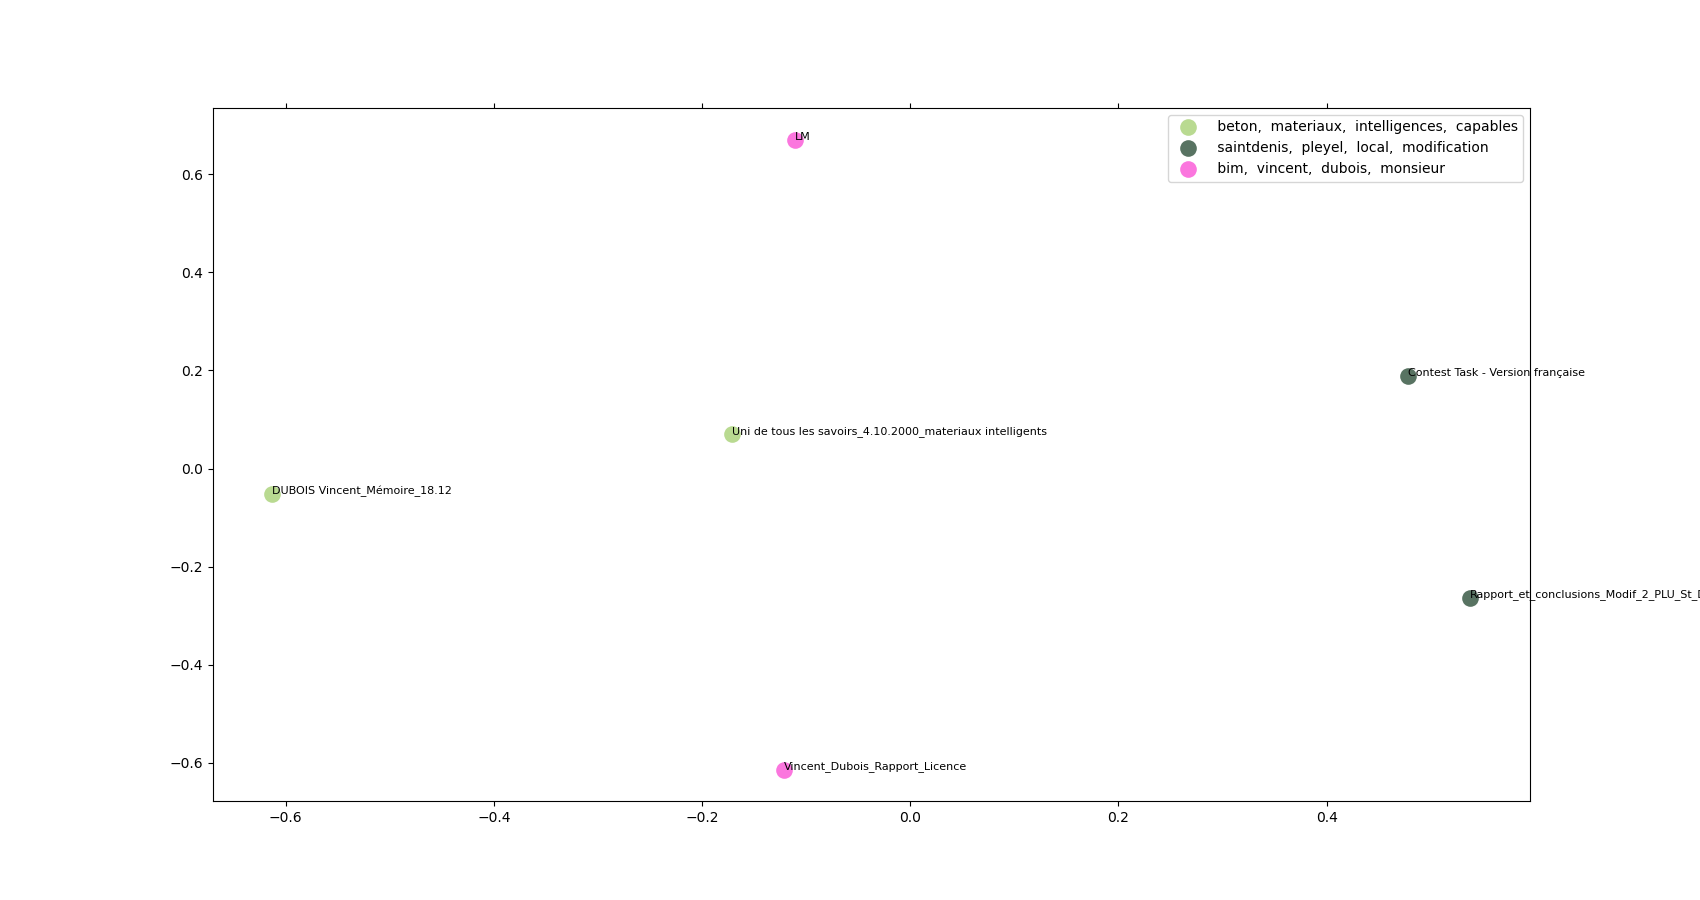 LM
beton,  materiaux,  intelligences,  capables
saintdenis,  pleyel,  local,  modification
bim,  vincent,  dubois,  monsieur
0.6
0.4
0.2
0.0
−0.2
−0.4
−0.6
Contest Task - Version française
Uni de tous les savoirs_4.10.2000_materiaux intelligents
DUBOIS Vincent_Mémoire_18.12
Rapport_et_conclusions_Modif_2_PLU_St_D
Vincent_Dubois_Rapport_Licence
−0.6
−0.4
−0.2
0.0
0.2
0.4